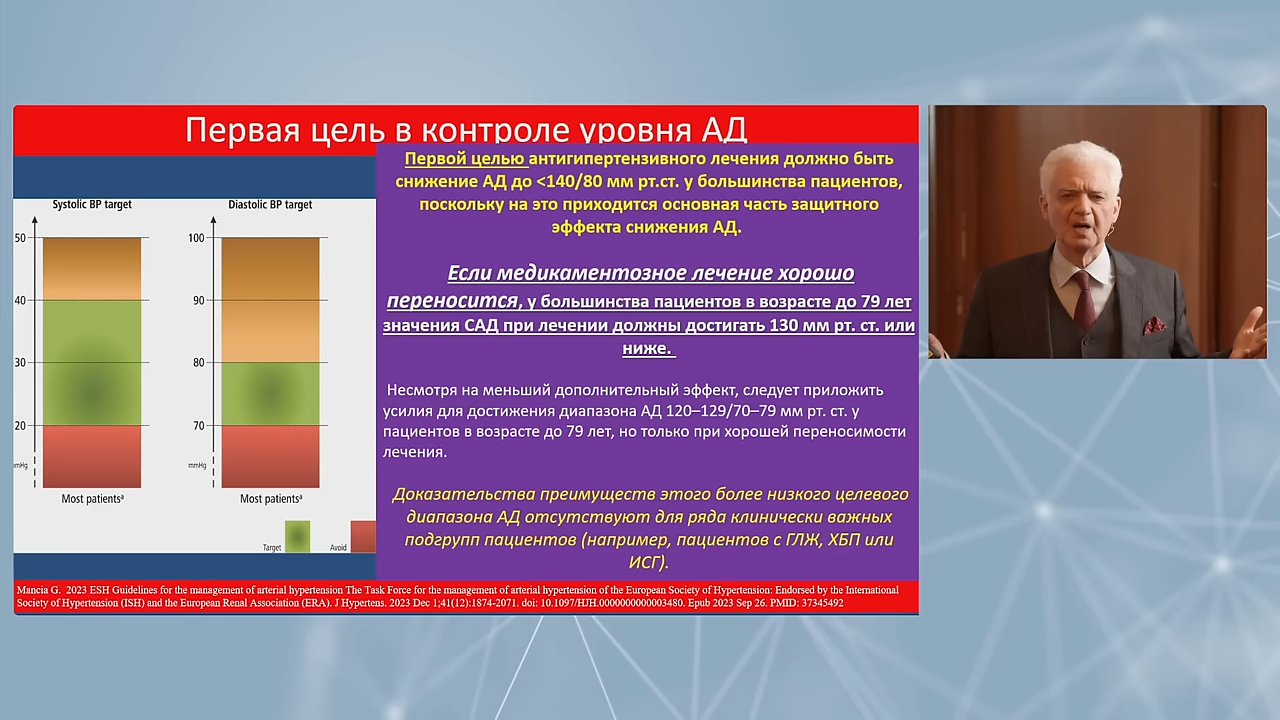 Первая цель в контроле уровня АД
Systolic BP target
Diastolic BP target
50
40
30
20
mHg
100
90
80
70
mmHg
Most patientsᵃ
Most patientsᵃ
Target
Avoid
Первой целью антигипертензивного лечения должно быть
снижение АД до <140/80 мм рт.ст. у большинства пациентов,
поскольку на это приходится основная часть защитного
эффекта снижения АД.
Если медикаментозное лечение хорошо
переносится, у большинства пациентов в возрасте до 79 лет
значения САД при лечении должны достигать 130 мм рт. ст. или
ниже.
Несмотря на меньший дополнительный эффект, следует приложить
усилия для достижения диапазона АД 120–129/70–79 мм рт. ст. у
пациентов в возрасте до 79 лет, но только при хорошей переносимости
лечения.
Доказательства преимуществ этого более низкого целевого
диапазона АД отсутствуют для ряда клинически важных
подгрупп пациентов (например, пациентов с ГЛЖ, ХБП или
ИСГ).
Mancia G. 2023 ESH Guidelines for the management of arterial hypertension The Task Force for the management of arterial hypertension of the European Society of Hypertension: Endorsed by the International
Society of Hypertension (ISH) and the European Renal Association (ERA). J Hypertens. 2023 Dec 1;41(12):1874-2071. doi: 10.1097/HJH.0000000000003480. Epub 2023 Sep 26. PMID: 37345492